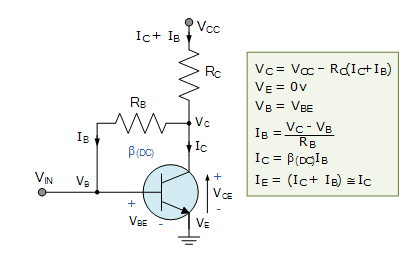 VCC
IC+ IB
RC
RB
VC
IB
β(DC)
IC
VIN
VB
+
VCE
-
+
VBE
-
VE
VC = VCC - RC(IC+IB)
VE = 0v
VB = VBE
IB = VC - VB
RB
IC = β(DC)IB
IE = (IC+ IB) ≅ IC